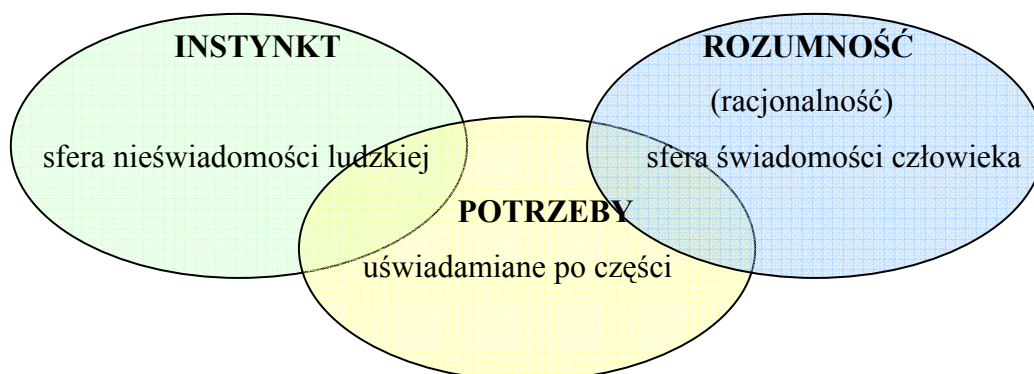 INSTYNKT
sfera nieświadomości ludzkiej
ROZUMNOŚĆ
(racjonalność)
sfera świadomości człowieka
POTRZEBY
uświadamiane po części